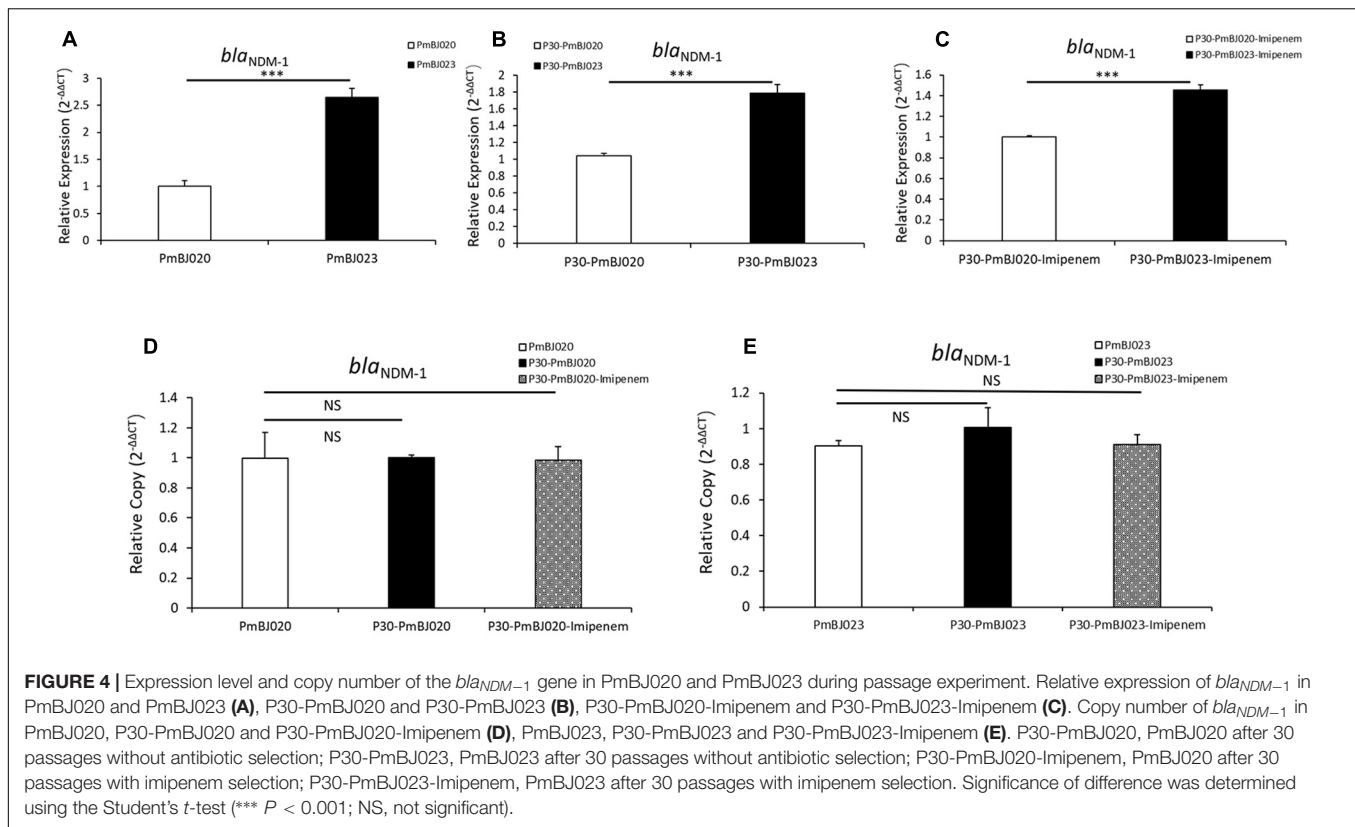 A
blaNDM-1
PmBJ020
PmBJ023
***
Relative Expression (2-ΔΔCT)
3
2.5
2
1.5
1
0.5
0
PmBJ020
PmBJ023
B
blaNDM-1
P30-PmBJ020
P30-PmBJ023
***
Relative Expression (2-ΔΔCT)
2
1.8
1.6
1.4
1.2
1
0.8
0.6
0.4
0.2
0
P30-PmBJ020
P30-PmBJ023
C
blaNDM-1
P30-PmBJ020-Imipenem
P30-PmBJ023-Imipenem
***
Relative Expression (2-ΔΔCT)
1.6
1.4
1.2
1
0.8
0.6
0.4
0.2
0
P30-PmBJ020-Imipenem
P30-PmBJ023-Imipenem
D
blaNDM-1
PmBJ020
P30-PmBJ020
P30-PmBJ020-Imipenem
NS
NS
Relative Copy (2-ΔΔCT)
1.4
1.2
1
0.8
0.6
0.4
0.2
0
PmBJ020
P30-PmBJ020
P30-PmBJ020-Imipenem
E
blaNDM-1
PmBJ023
P30-PmBJ023
P30-PmBJ023-Imipenem
NS
NS
Relative Copy (2-ΔΔCT)
1.2
1
0.8
0.6
0.4
0.2
0
PmBJ023
P30-PmBJ023
P30-PmBJ023-Imipenem
FIGURE 4 | Expression level and copy number of the blaNDM−1 gene in PmBJ020 and PmBJ023 during passage experiment. Relative expression of blaNDM−1 in
PmBJ020 and PmBJ023 (A), P30-PmBJ020 and P30-PmBJ023 (B), P30-PmBJ020-Imipenem and P30-PmBJ023-Imipenem (C). Copy number of blaNDM−1 in
PmBJ020, P30-PmBJ020 and P30-PmBJ020-Imipenem (D), PmBJ023, P30-PmBJ023 and P30-PmBJ023-Imipenem (E). P30-PmBJ020, PmBJ020 after 30
passages without antibiotic selection; P30-PmBJ023, PmBJ023 after 30 passages without antibiotic selection; P30-PmBJ020-Imipenem, PmBJ020 after 30
passages with imipenem selection; P30-PmBJ023-Imipenem, PmBJ023 after 30 passages with imipenem selection. Significance of difference was determined
using the Student's t-test (*** P < 0.001; NS, not significant).